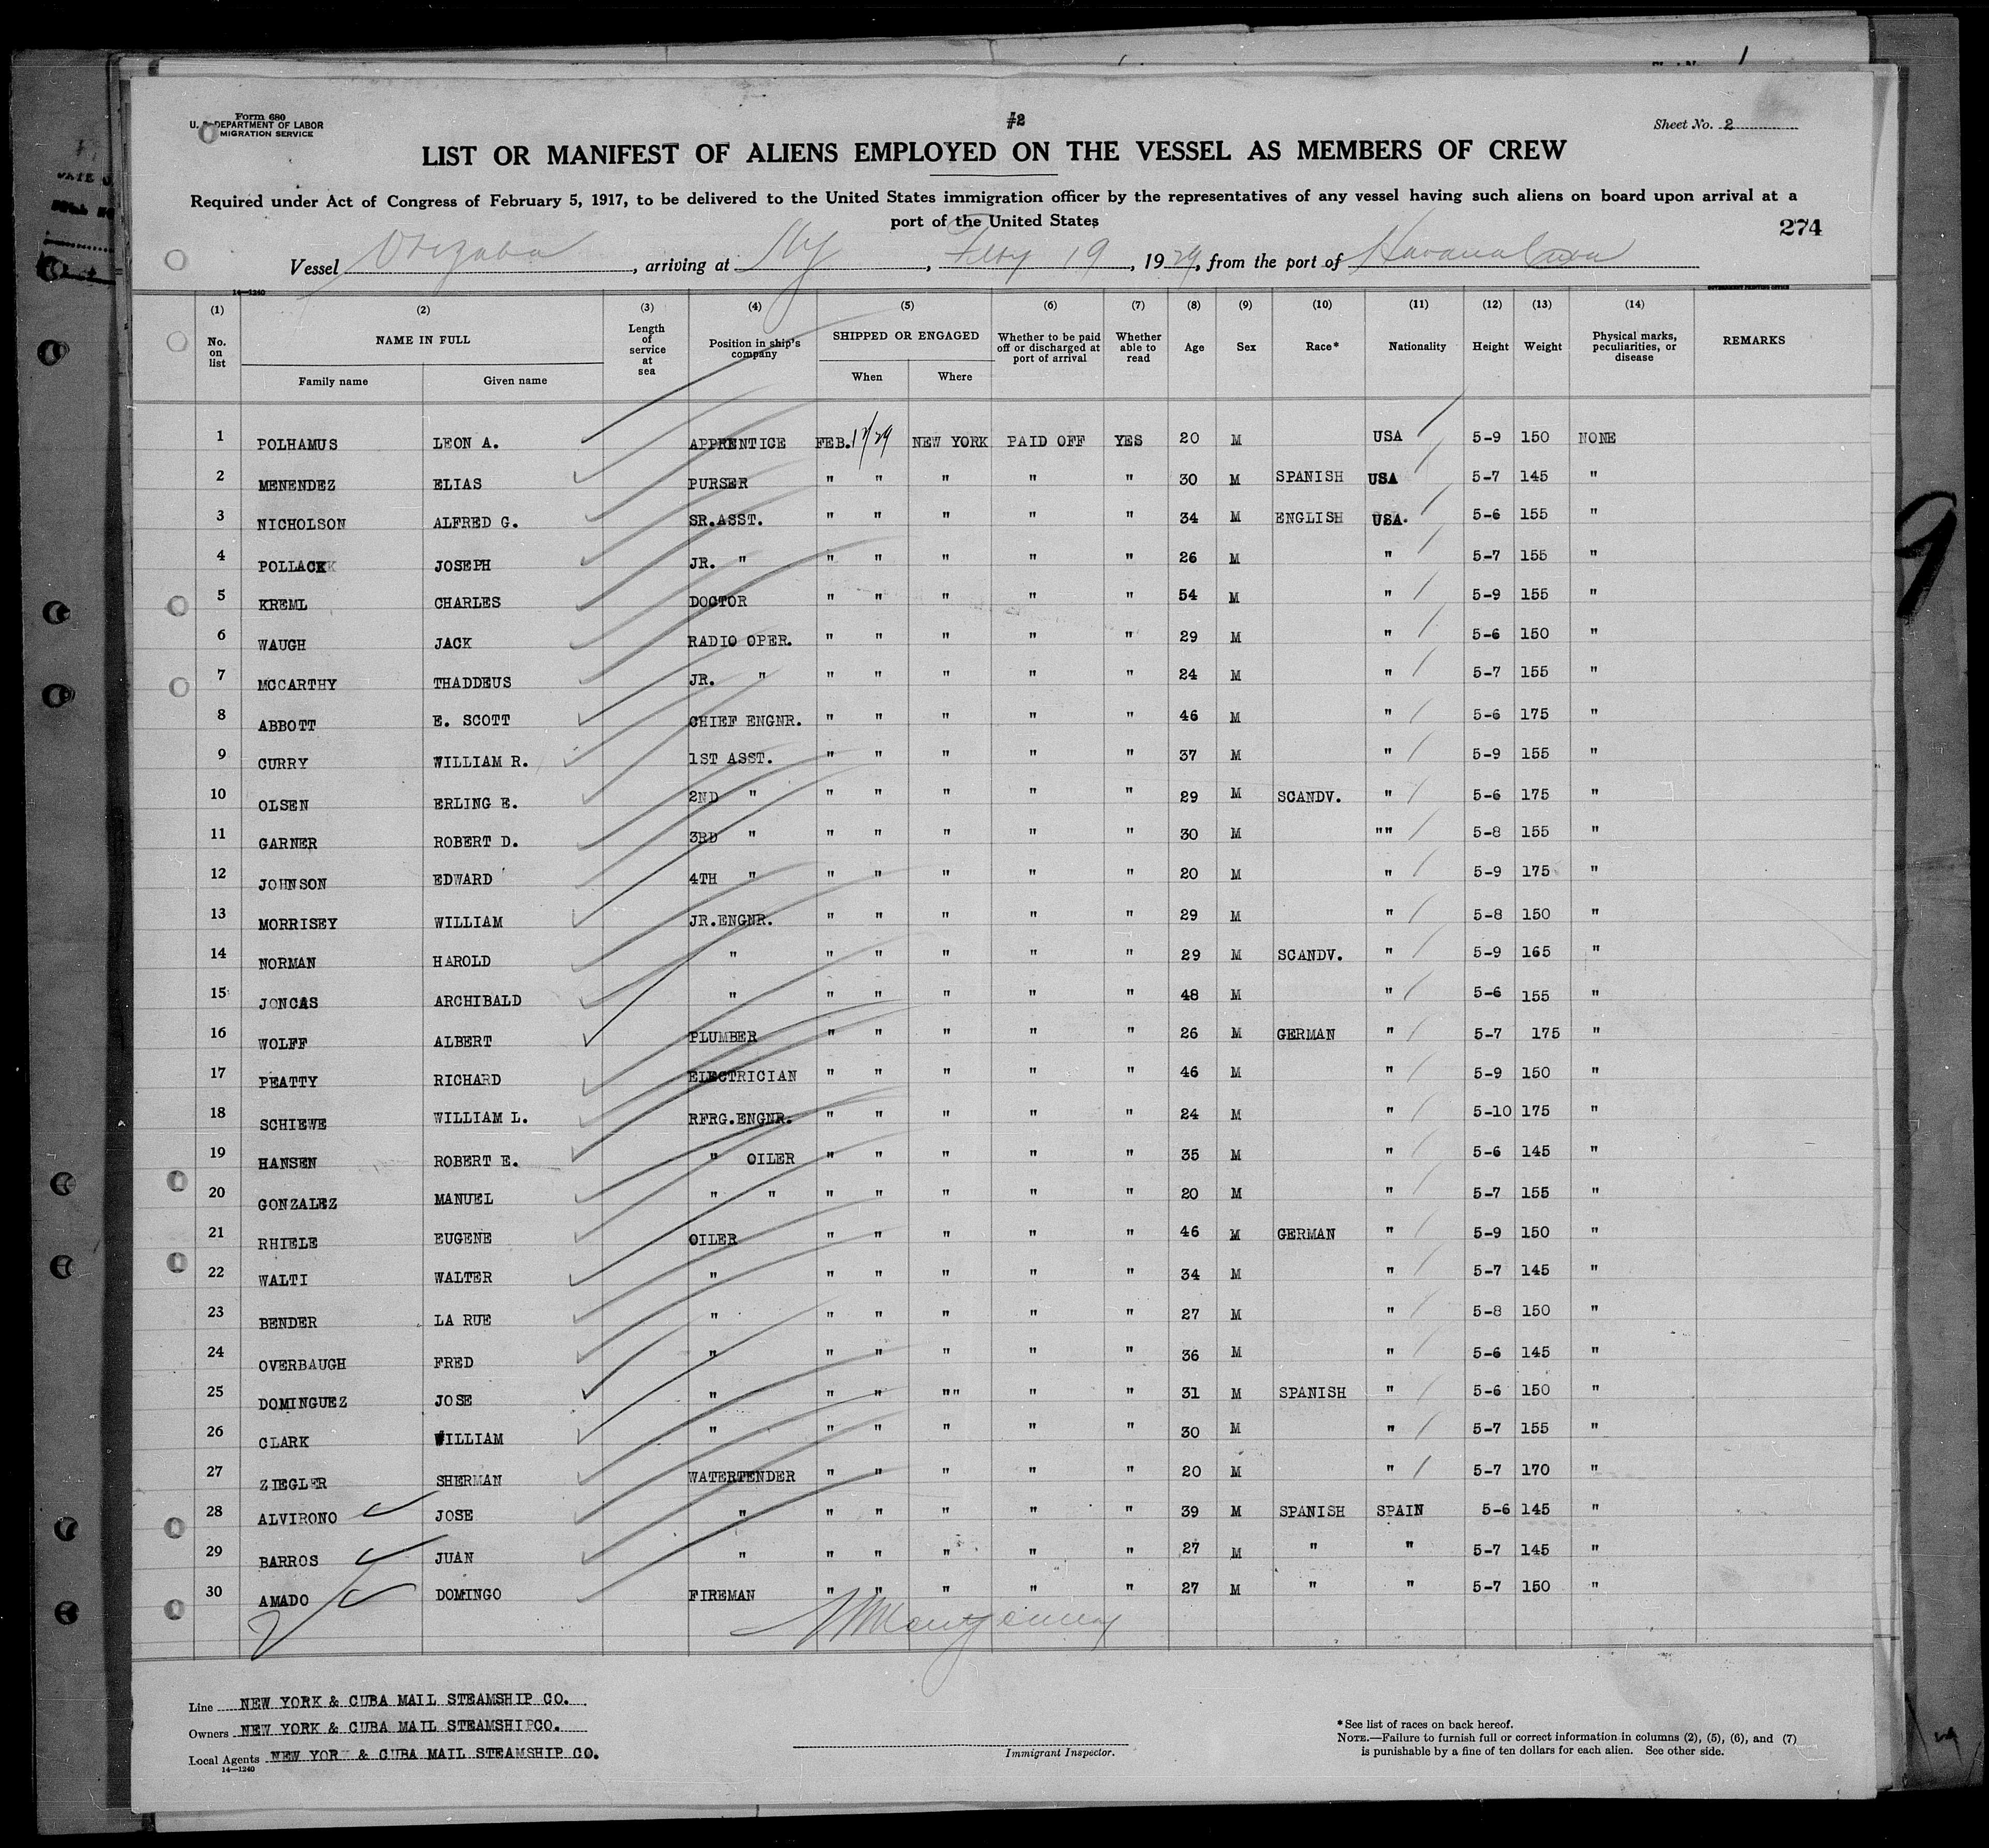 Form 680
U. S. DEPARTMENT OF LABOR
MIGRATION SERVICE
#2
Sheet No. 2
LIST OR MANIFEST OF ALIENS EMPLOYED ON THE VESSEL AS MEMBERS OF CREW
Required under Act of Congress of February 5, 1917, to be delivered to the United States immigration officer by the representatives of any vessel having such aliens on board upon arrival at a
port of the United States
274
Vessel Orizaba, arriving at NY, Feby 19, 1929, from the port of Havana Cuba
14—1240
GOVERNMENT PRINTING OFFICE
(1) (2) (3) (4) (5) (6) (7) (8) (9) (10) (11) (12) (13) (14)
No. on list NAME IN FULL Family name Given name Length of service at sea Position in ship's company SHIPPED OR ENGAGED When Where Whether to be paid off or discharged at port of arrival Whether able to read Age Sex Race* Nationality Height Weight Physical marks, peculiarities, or disease REMARKS
1 POLHAMUS LEON A. APPRENTICE FEB. NEW YORK PAID OFF YES 20 M USA 5-9 150 NONE
2 MENENDEZ ELIAS PURSER " " " " " 30 M SPANISH USA 5-7 145 "
3 NICHOLSON ALFRED G. SR.ASST. " " " " " 34 M ENGLISH USA. 5-6 155 "
4 POLLACK JOSEPH JR. " " " " " " 26 M " 5-7 155 "
5 KREML CHARLES DOCTOR " " " " " 54 M " 5-9 155 "
6 WAUGH JACK RADIO OPER. " " " " " 29 M " 5-6 150 "
7 MCCARTHY THADDEUS JR. " " " " " " 24 M " 5-7 155 "
8 ABBOTT E. SCOTT CHIEF ENGNR. " " " " " 46 M " 5-6 175 "
9 CURRY WILLIAM R. 1ST ASST. " " " " " 37 M " 5-9 155 "
10 OLSEN ERLING E. 2ND " " " " " " 29 M SCANDV. " 5-6 175 "
11 GARNER ROBERT D. 3RD " " " " " " 30 M "" 5-8 155 "
12 JOHNSON EDWARD 4TH " " " " " " 20 M " 5-9 175 "
13 MORRISEY WILLIAM JR.ENGNR. " " " " " 29 M " 5-8 150 "
14 NORMAN HAROLD " " " " " " 29 M SCANDV. " 5-9 165 "
15 JONCAS ARCHIBALD " " " " " " 48 M " 5-6 155 "
16 WOLFF ALBERT PLUMBER " " " " " 26 M GERMAN " 5-7 175 "
17 PEATTY RICHARD ELECTRICIAN " " " " " 46 M " 5-9 150 "
18 SCHIEWE WILLIAM L. RFRG.ENGNR. " " " " " 24 M " 5-10 175 "
19 HANSEN ROBERT E. " OILER " " " " " 35 M " 5-6 145 "
20 GONZALEZ MANUEL " " " " " " " 20 M " 5-7 155 "
21 RHIELE EUGENE OILER " " " " " 46 M GERMAN " 5-9 150 "
22 WALTI WALTER " " " " " " 34 M " 5-7 145 "
23 BENDER LA RUE " " " " " " 27 M " 5-8 150 "
24 OVERBAUGH FRED " " " " " " 36 M " 5-6 145 "
25 DOMINGUEZ JOSE " " " "" " " 31 M SPANISH " 5-6 150 "
26 CLARK WILLIAM " " " " " " 30 M " 5-7 155 "
27 ZIEGLER SHERMAN WATERTENDER " " " " " 20 M " 5-7 170 "
28 ALVIRONO JOSE " " " " " " 39 M SPANISH SPAIN 5-6 145 "
29 BARROS JUAN " " " " " " 27 M " " 5-7 145 "
30 AMADO DOMINGO FIREMAN " " " " " 27 M " " 5-7 150 "
Montgomery
Line NEW YORK & CUBA MAIL STEAMSHIP CO.
Owners NEW YORK & CUBA MAIL STEAMSHIPCO.
Local Agents NEW YORK & CUBA MAIL STEAMSHIP CO.
14—1240
Immigrant Inspector.
*See list of races on back hereof.
NOTE.—Failure to furnish full or correct information in columns (2), (5), (6), and (7)
is punishable by a fine of ten dollars for each alien. See other side.
9